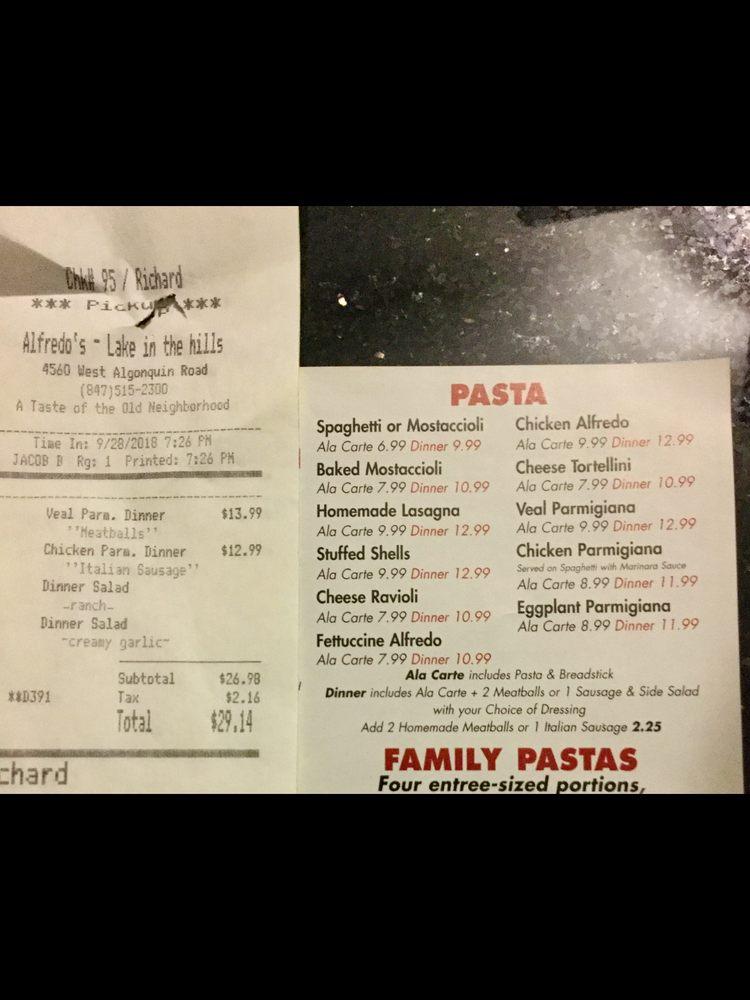 Chk# 95 / Richard
*** Pickup ***
Alfredo's - Lake in the hills
4560 West Algonquin Road
(847)515-2300
A Taste of the Old Neighborhood
Time In: 9/28/2018 7:26 PM
JACOB B Rg: 1 Printed: 7:26 PM
Veal Parm. Dinner $13.99
''Meatballs''
Chicken Parm. Dinner $12.99
''Italian Sausage''
Dinner Salad
-ranch-
Dinner Salad
~creamy garlic~
Subtotal $26.98
**D391 Tax $2.16
Total $29.14
chard
PASTA
Spaghetti or Mostaccioli
Ala Carte 6.99 Dinner 9.99
Baked Mostaccioli
Ala Carte 7.99 Dinner 10.99
Homemade Lasagna
Ala Carte 9.99 Dinner 12.99
Stuffed Shells
Ala Carte 9.99 Dinner 12.99
Cheese Ravioli
Ala Carte 7.99 Dinner 10.99
Fettuccine Alfredo
Ala Carte 7.99 Dinner 10.99
Chicken Alfredo
Ala Carte 9.99 Dinner 12.99
Cheese Tortellini
Ala Carte 7.99 Dinner 10.99
Veal Parmigiana
Ala Carte 9.99 Dinner 12.99
Chicken Parmigiana
Served on Spaghetti with Marinara Sauce
Ala Carte 8.99 Dinner 11.99
Eggplant Parmigiana
Ala Carte 8.99 Dinner 11.99
Ala Carte includes Pasta & Breadstick
Dinner includes Ala Carte + 2 Meatballs or 1 Sausage & Side Salad
with your Choice of Dressing
Add 2 Homemade Meatballs or 1 Italian Sausage 2.25
FAMILY PASTAS
Four entree-sized portions,